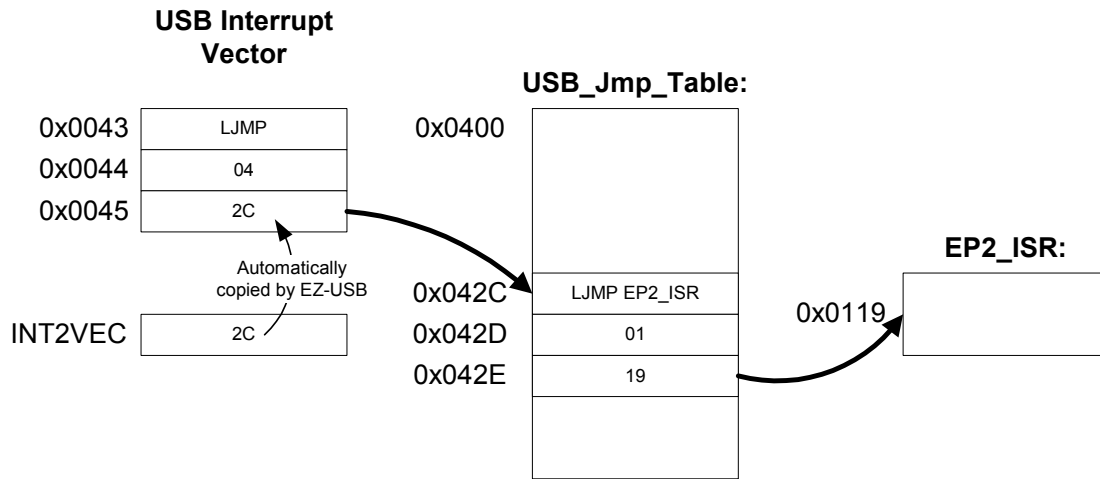 USB Interrupt
Vector
USB_Jmp_Table:
0x0043
LJMP
0x0400
0x0044
04
0x0045
2C
EP2_ISR:
Automatically
copied by EZ-USB
0x042C
LJMP EP2_ISR
0x0119
INT2VEC
2C
0x042D
01
0x042E
19